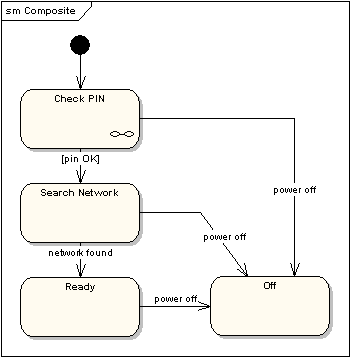 sm Composite
Check PIN
[pin OK]
power off
Search Network
power off
network found
Ready
power off
Off